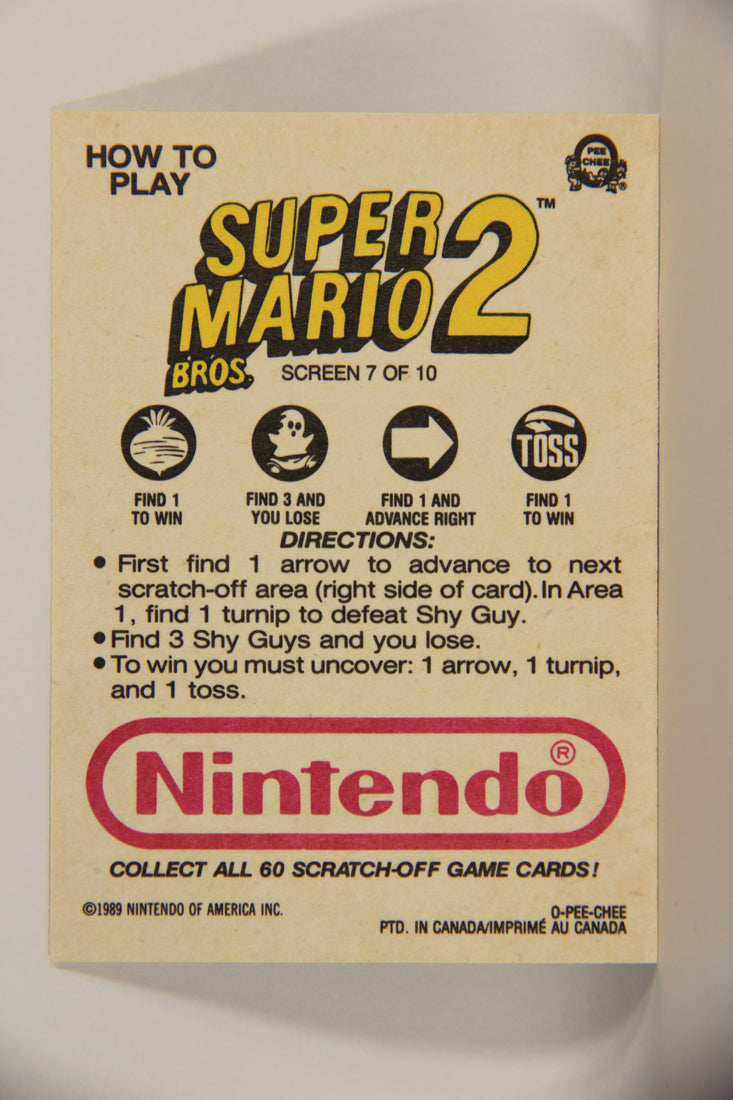 HOW TO
PLAY
O
PEE
CHEE
®
SUPER
MARIO
BROS.
2
™
SCREEN 7 OF 10
TOSS
FIND 1
TO WIN
FIND 3 AND
YOU LOSE
FIND 1 AND
ADVANCE RIGHT
FIND 1
TO WIN
DIRECTIONS:
• First find 1 arrow to advance to next
scratch-off area (right side of card). In Area
1, find 1 turnip to defeat Shy Guy.
• Find 3 Shy Guys and you lose.
• To win you must uncover: 1 arrow, 1 turnip,
and 1 toss.
Nintendo®
COLLECT ALL 60 SCRATCH-OFF GAME CARDS!
©1989 NINTENDO OF AMERICA INC.
O-PEE-CHEE
PTD. IN CANADA/IMPRIMÉ AU CANADA